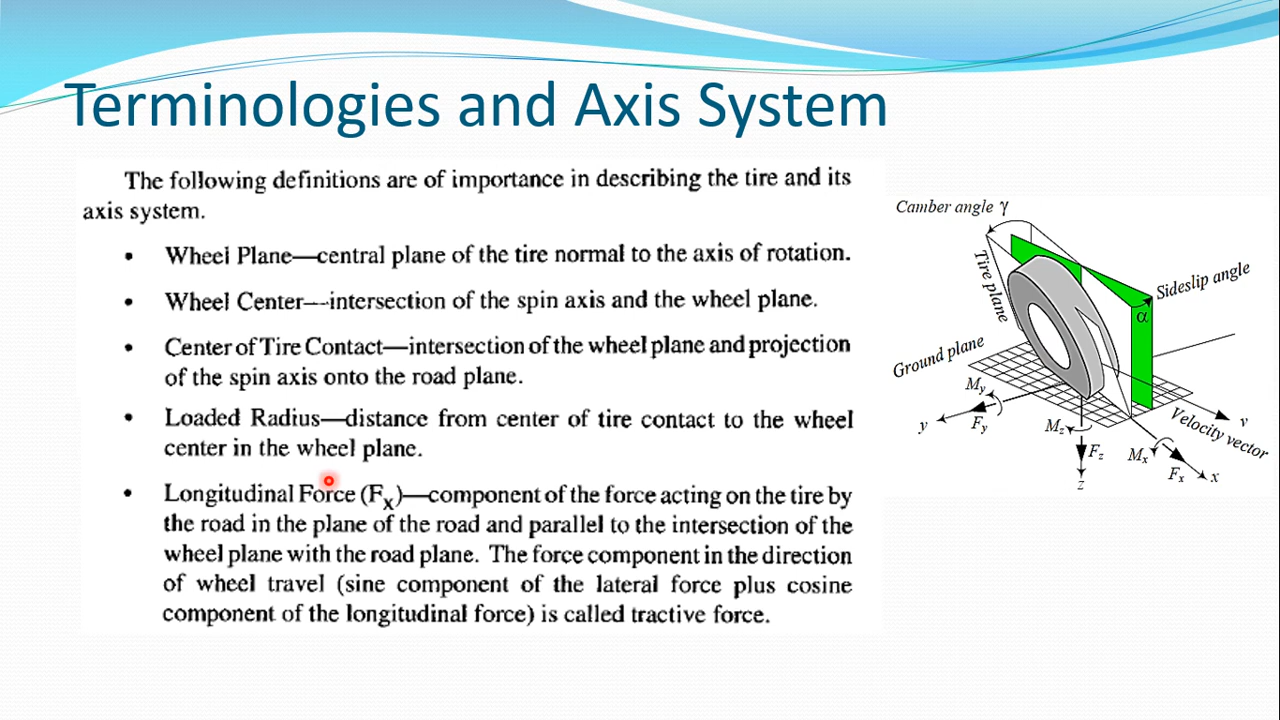 Terminologies and Axis System
The following definitions are of importance in describing the tire and its
axis system.
• Wheel Plane—central plane of the tire normal to the axis of rotation.
• Wheel Center—intersection of the spin axis and the wheel plane.
• Center of Tire Contact—intersection of the wheel plane and projection
of the spin axis onto the road plane.
• Loaded Radius—distance from center of tire contact to the wheel
center in the wheel plane.
• Longitudinal Force (Fx)—component of the force acting on the tire by
the road in the plane of the road and parallel to the intersection of the
wheel plane with the road plane. The force component in the direction
of wheel travel (sine component of the lateral force plus cosine
component of the longitudinal force) is called tractive force.
Camber angle γ
Tire plane
Sideslip angle
α
Ground plane
My
y
Fy
Mz
Fz
z
Mx
Fx
x
v
Velocity vector